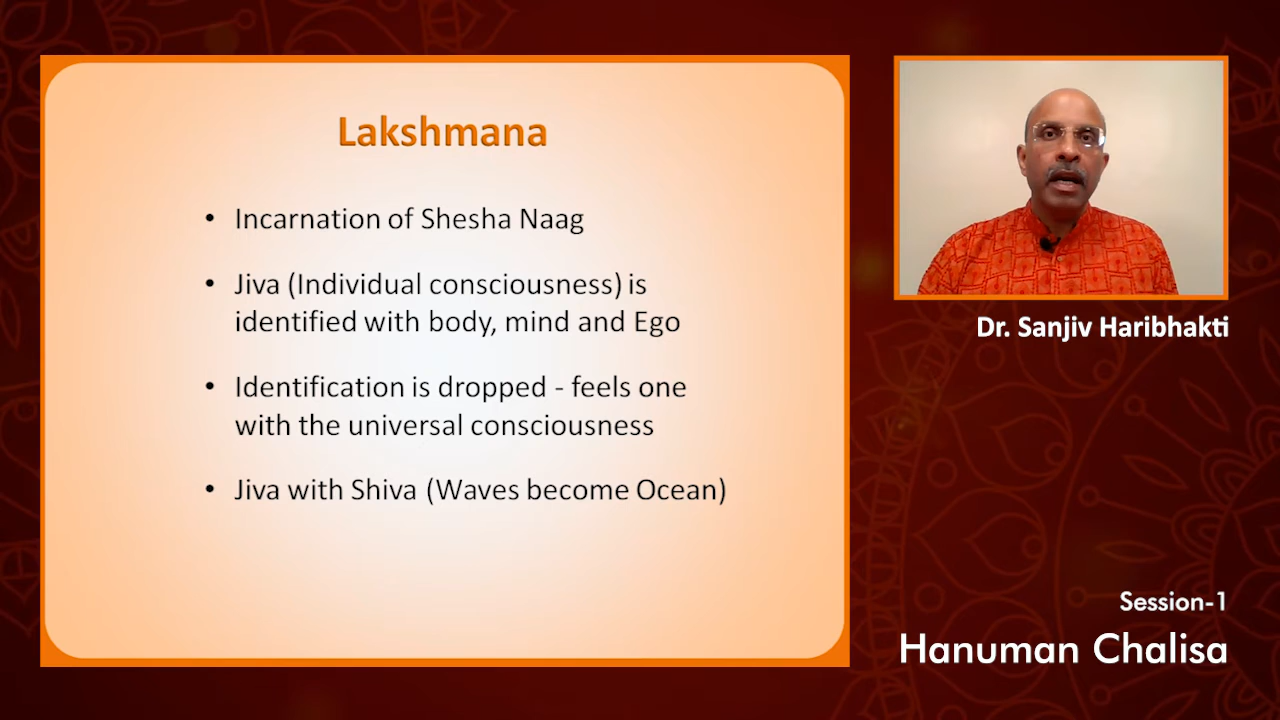 Lakshmana
• Incarnation of Shesha Naag
• Jiva (Individual consciousness) is
identified with body, mind and Ego
• Identification is dropped - feels one
with the universal consciousness
• Jiva with Shiva (Waves become Ocean)
Dr. Sanjiv Haribhakti
Session-1
Hanuman Chalisa